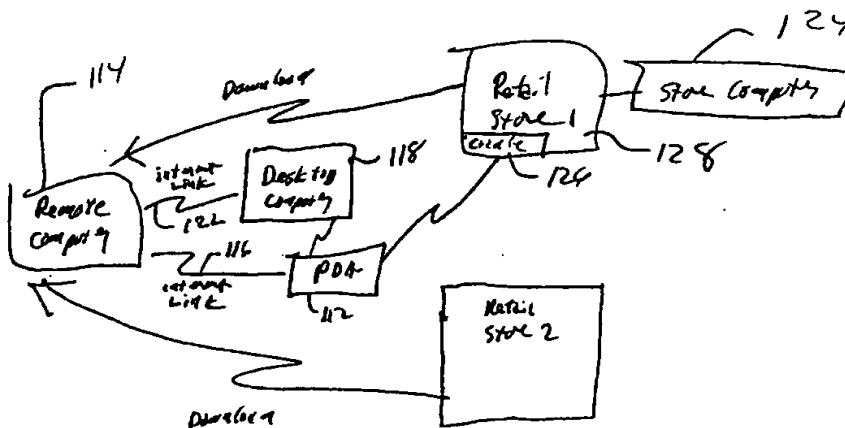 124
114
Download
Retail
Store 1
Store Computer
cradle
128
118
internet
Link
Desktop
Computer
122
Remote
Computer
116
PDA
internet
Link
112
Retail
Store 2
Download